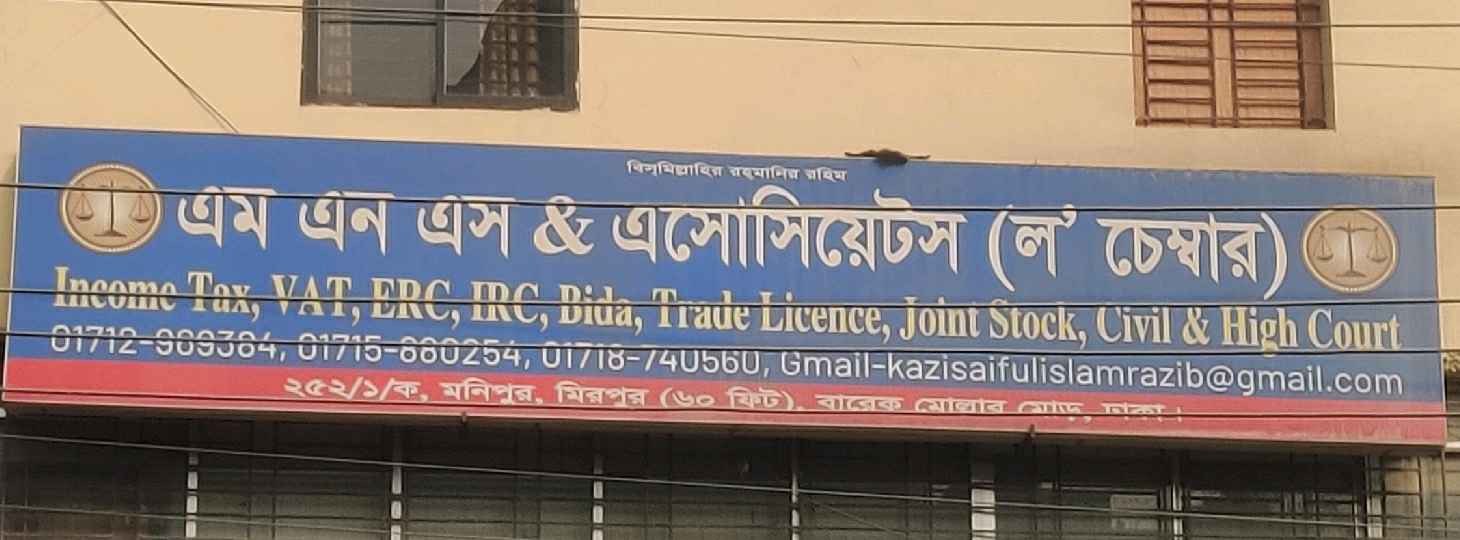 বিসমিল্লাহির রহমানির রহিম
এম এন এস & এসোসিয়েটস (ল' চেম্বার)
Income Tax, VAT, ERC, IRC, Bida, Trade Licence, Joint Stock, Civil & High Court
01712-989384, 01715-880254, 01718-740560, Gmail-kazisaifulislamrazib@gmail.com
২৫২/১/ক, মনিপুর, মিরপুর (৬০ ফিট), বারেক মোল্লার মোড়, ঢাকা।